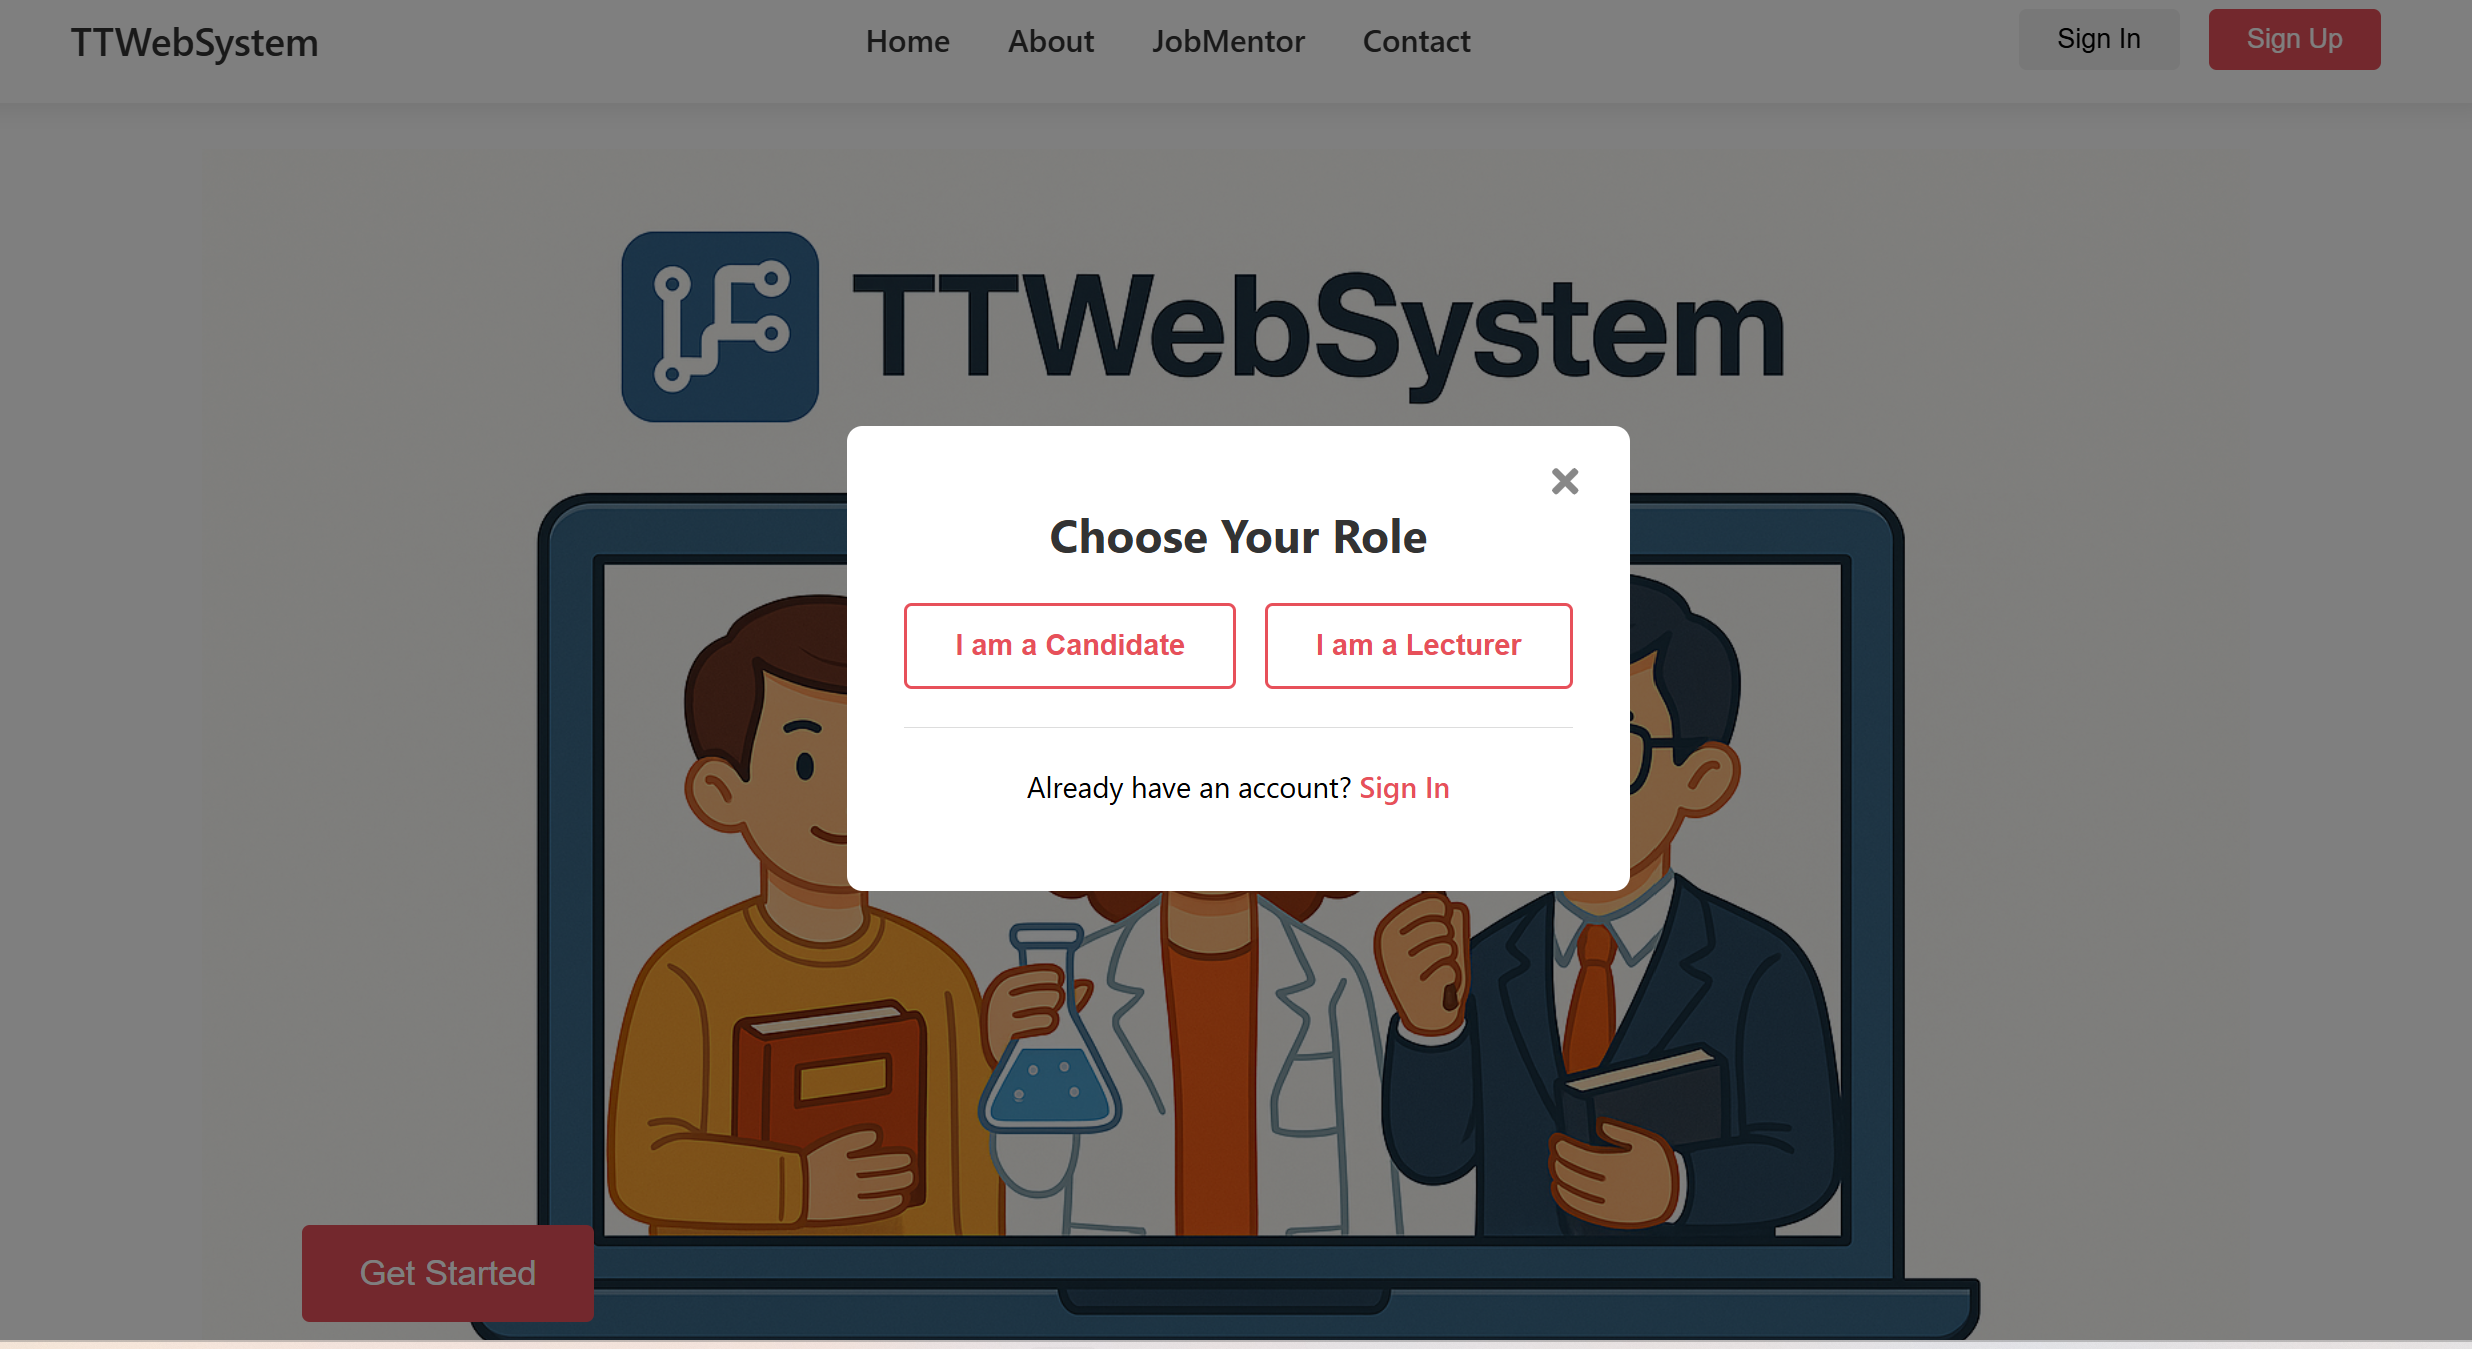 TTWebSystem
Home About JobMentor Contact
Sign In Sign Up
TTWebSystem
Choose Your Role
I am a Candidate I am a Lecturer
Already have an account? Sign In
Get Started